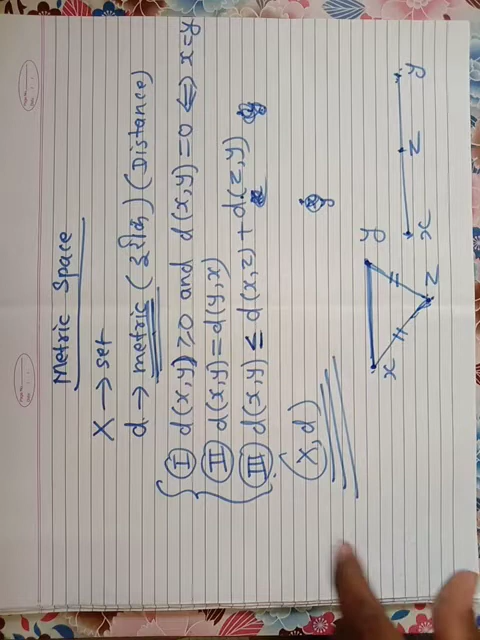 Metric Space
X → set
d → metric (दूरीक) (Distance)
I d(x,y) ≥ 0 and d(x,y) = 0 ⇔ x=y
II d(x,y) = d(y,x)
III d(x,y) ≤ d(x,z) + d(z,y)
(X,d)
y
x
y
z
x
z
y